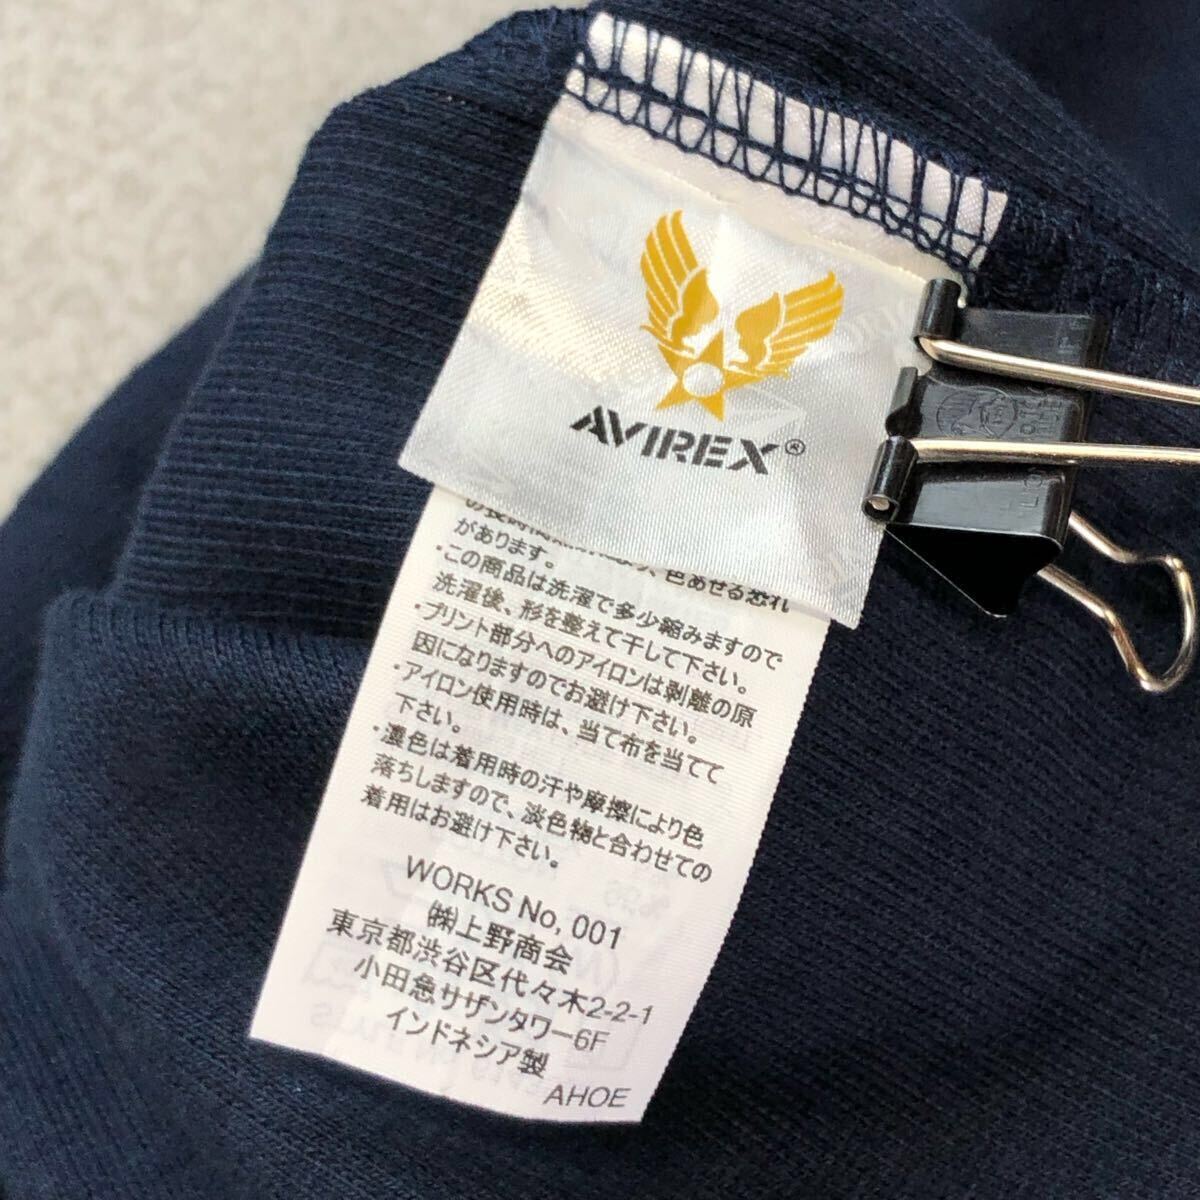 AVIREX®
があります。
・この商品は洗濯で多少縮みますので
洗濯後、形を整えて干して下さい。
・プリント部分へのアイロンは剥離の原
因になりますのでお避け下さい。
・アイロン使用時は、当て布を当てて
下さい。
・濃色は着用時の汗や摩擦により色
落ちしますので、淡色物と合わせての
着用はお避け下さい。
WORKS No, 001
㈱上野商会
東京都渋谷区代々木2-2-1
小田急サザンタワー6F
インドネシア製
AHOE